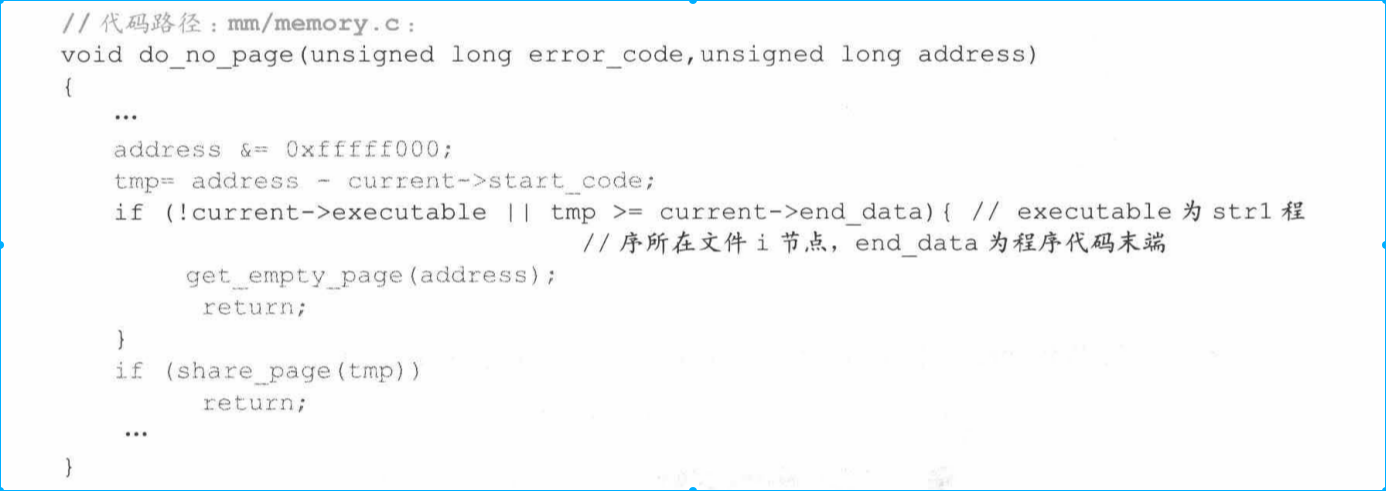 // 代码路径：mm/memory.c：
void do_no_page(unsigned long error_code,unsigned long address)
{
…
address &= 0xfffff000;
tmp= address - current->start_code;
if (!current->executable || tmp >= current->end_data){ // executable 为 str1 程
// 序所在文件 i 节点，end_data 为程序代码末端
get_empty_page(address);
return;
}
if (share_page(tmp))
return;
…
}